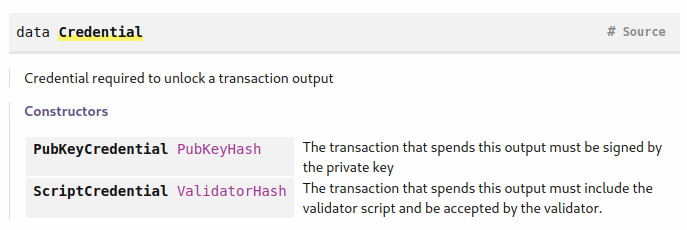 data Credential # Source
Credential required to unlock a transaction output
Constructors
PubKeyCredential PubKeyHash The transaction that spends this output must be signed by
the private key
ScriptCredential ValidatorHash The transaction that spends this output must include the
validator script and be accepted by the validator.